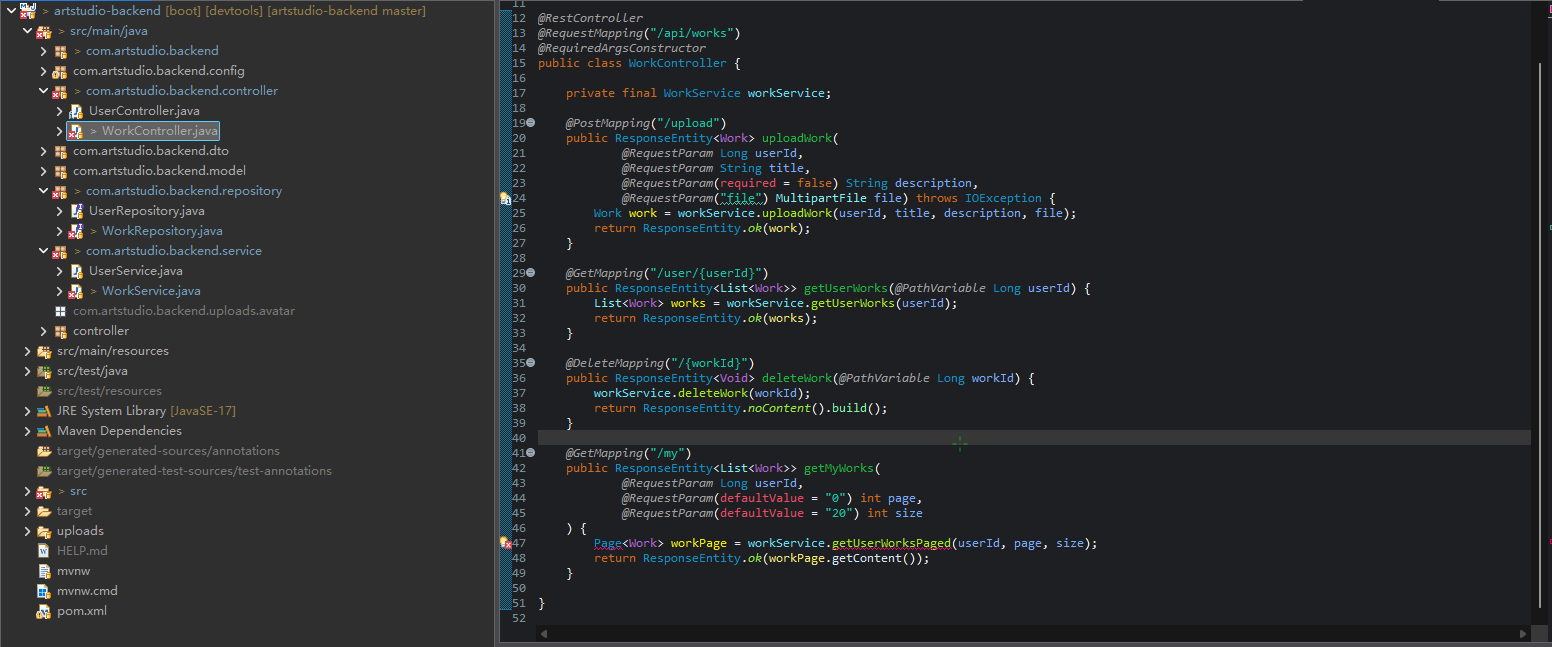 > artstudio-backend [boot] [devtools] [artstudio-backend master]
> src/main/java
> com.artstudio.backend
com.artstudio.backend.config
> com.artstudio.backend.controller
UserController.java
> WorkController.java
com.artstudio.backend.dto
com.artstudio.backend.model
> com.artstudio.backend.repository
UserRepository.java
> WorkRepository.java
> com.artstudio.backend.service
UserService.java
> WorkService.java
com.artstudio.backend.uploads.avatar
controller
src/main/resources
src/test/java
src/test/resources
JRE System Library [JavaSE-17]
Maven Dependencies
target/generated-sources/annotations
target/generated-test-sources/test-annotations
> src
target
uploads
HELP.md
mvnw
mvnw.cmd
pom.xml
11
12 @RestController
13 @RequestMapping("/api/works")
14 @RequiredArgsConstructor
15 public class WorkController {
16
17     private final WorkService workService;
18
19     @PostMapping("/upload")
20     public ResponseEntity<Work> uploadWork(
21             @RequestParam Long userId,
22             @RequestParam String title,
23             @RequestParam(required = false) String description,
24             @RequestParam("file") MultipartFile file) throws IOException {
25         Work work = workService.uploadWork(userId, title, description, file);
26         return ResponseEntity.ok(work);
27     }
28
29     @GetMapping("/user/{userId}")
30     public ResponseEntity<List<Work>> getUserWorks(@PathVariable Long userId) {
31         List<Work> works = workService.getUserWorks(userId);
32         return ResponseEntity.ok(works);
33     }
34
35     @DeleteMapping("/{workId}")
36     public ResponseEntity<Void> deleteWork(@PathVariable Long workId) {
37         workService.deleteWork(workId);
38         return ResponseEntity.noContent().build();
39     }
40
41     @GetMapping("/my")
42     public ResponseEntity<List<Work>> getMyWorks(
43             @RequestParam Long userId,
44             @RequestParam(defaultValue = "0") int page,
45             @RequestParam(defaultValue = "20") int size
46     ) {
47         Page<Work> workPage = workService.getUserWorksPaged(userId, page, size);
48         return ResponseEntity.ok(workPage.getContent());
49     }
50
51 }
52